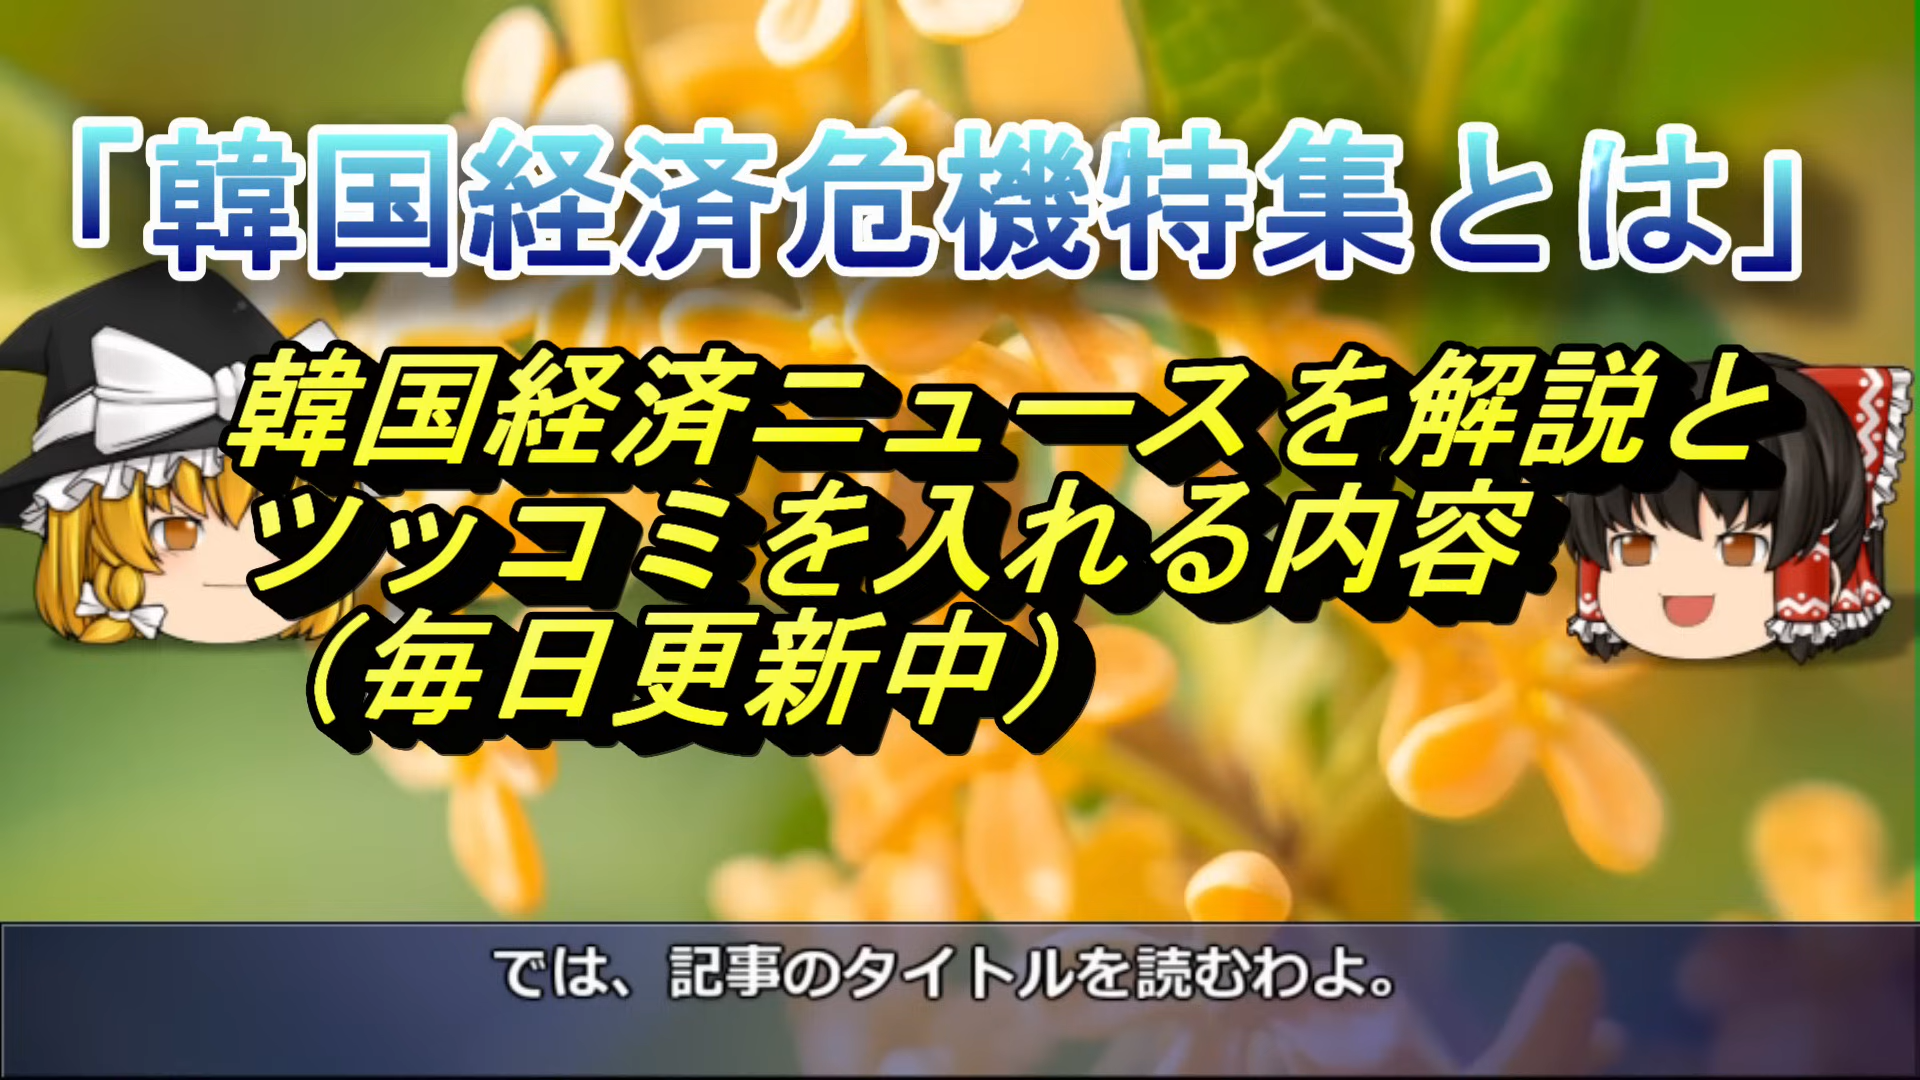 「韓国経済危機特集とは」
韓国経済ニュースを解説と
ツッコミを入れる内容
（毎日更新中）
では、記事のタイトルを読むわよ。